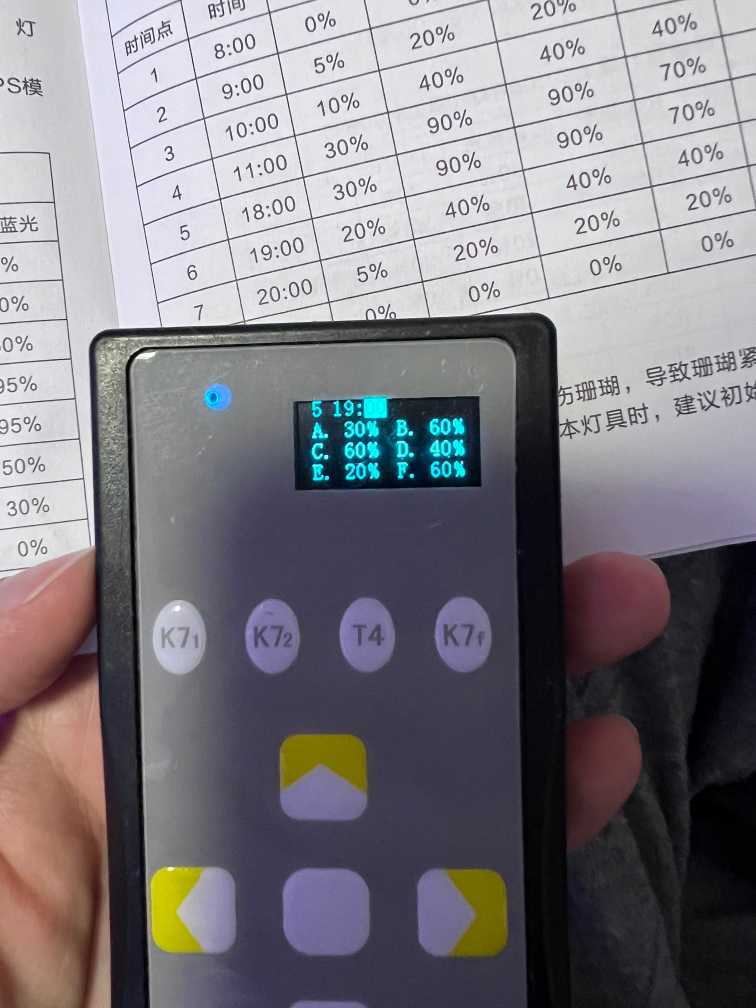 灯
PS模
蓝光
%
0%
0%
95%
95%
50%
30%
0%
时间点 时间
1 8:00 0%
2 9:00 5% 20% 20%
3 10:00 10% 40% 40% 40%
4 11:00 30% 90% 90% 70%
5 18:00 30% 90% 90% 70%
6 19:00 20% 40% 40% 40%
7 20:00 5% 20% 20% 20%
0% 0% 0% 0%
伤珊瑚，导致珊瑚紧
本灯具时，建议初始
5 19:00
A. 30% B. 60%
C. 60% D. 40%
E. 20% F. 60%
K71 K72 T4 K7f